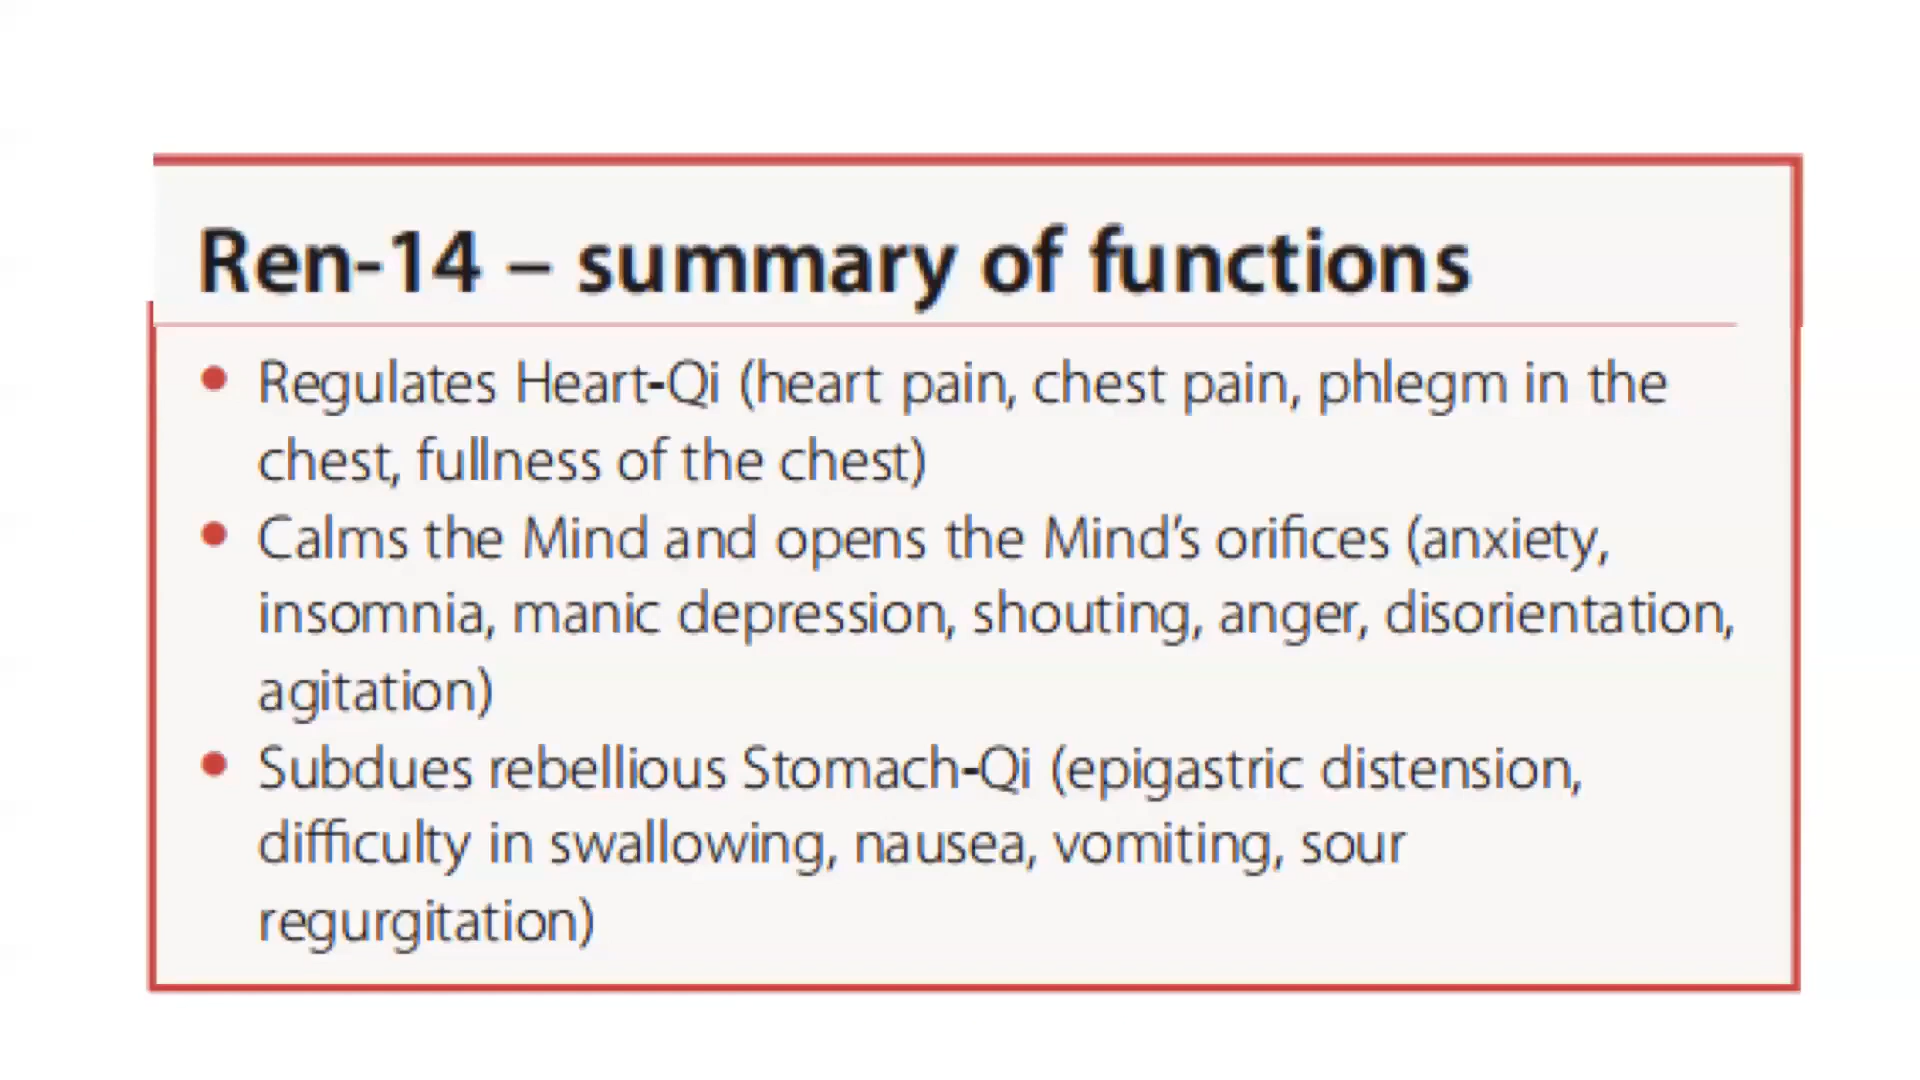 Ren-14 – summary of functions
• Regulates Heart-Qi (heart pain, chest pain, phlegm in the
chest, fullness of the chest)
• Calms the Mind and opens the Mind’s orifices (anxiety,
insomnia, manic depression, shouting, anger, disorientation,
agitation)
• Subdues rebellious Stomach-Qi (epigastric distension,
difficulty in swallowing, nausea, vomiting, sour
regurgitation)